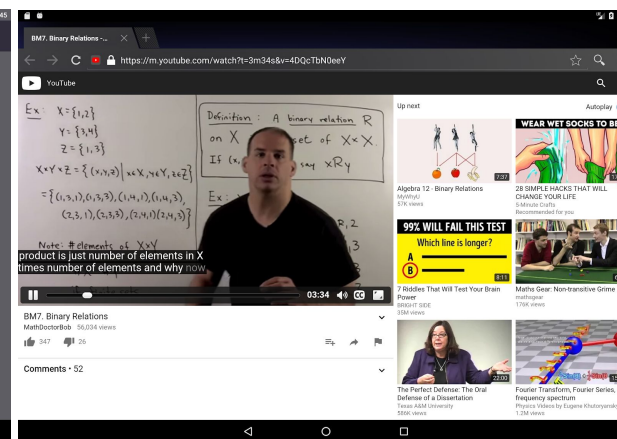 45
BM7. Binary Relations -...
https://m.youtube.com/watch?t=3m34s&v=4DQcTbN0eeY
YouTube
Ex: X={1,2}
Y={3,4}
Z={1,3}
X×Y×Z={(x,y,z)|x∈X,y∈Y,z∈Z}
={(1,3,1),(1,3,3),(1,4,1),(1,4,3),
(2,3,1),(2,3,3),(2,4,1)(2,4,3)}
Note: # elements of X×Y
Definition: A binary relation R
on X set of X×X.
If (x, say xRy
Ex:
product is just number of elements in X
times number of elements and why now
03:34
CC
BM7. Binary Relations
MathDoctorBob 56,034 views
347 26
Comments • 52
Up next Autoplay
7:37
Algebra 12 - Binary Relations
MyWhyU
57K views
WEAR WET SOCKS TO BE
28 SIMPLE HACKS THAT WILL
CHANGE YOUR LIFE
5-Minute Crafts
Recommended for you
99% WILL FAIL THIS TEST
Which line is longer?
A
B
8:11
7 Riddles That Will Test Your Brain
Power
BRIGHT SIDE
35M views
Maths Gear: Non-transitive Grime
mathsgear
176K views
22:00
The Perfect Defense: The Oral
Defense of a Dissertation
Texas A&M University
586K views
Fourier Transform, Fourier Series,
frequency spectrum
Physics Videos by Eugene Khutoryansky
1.2M views